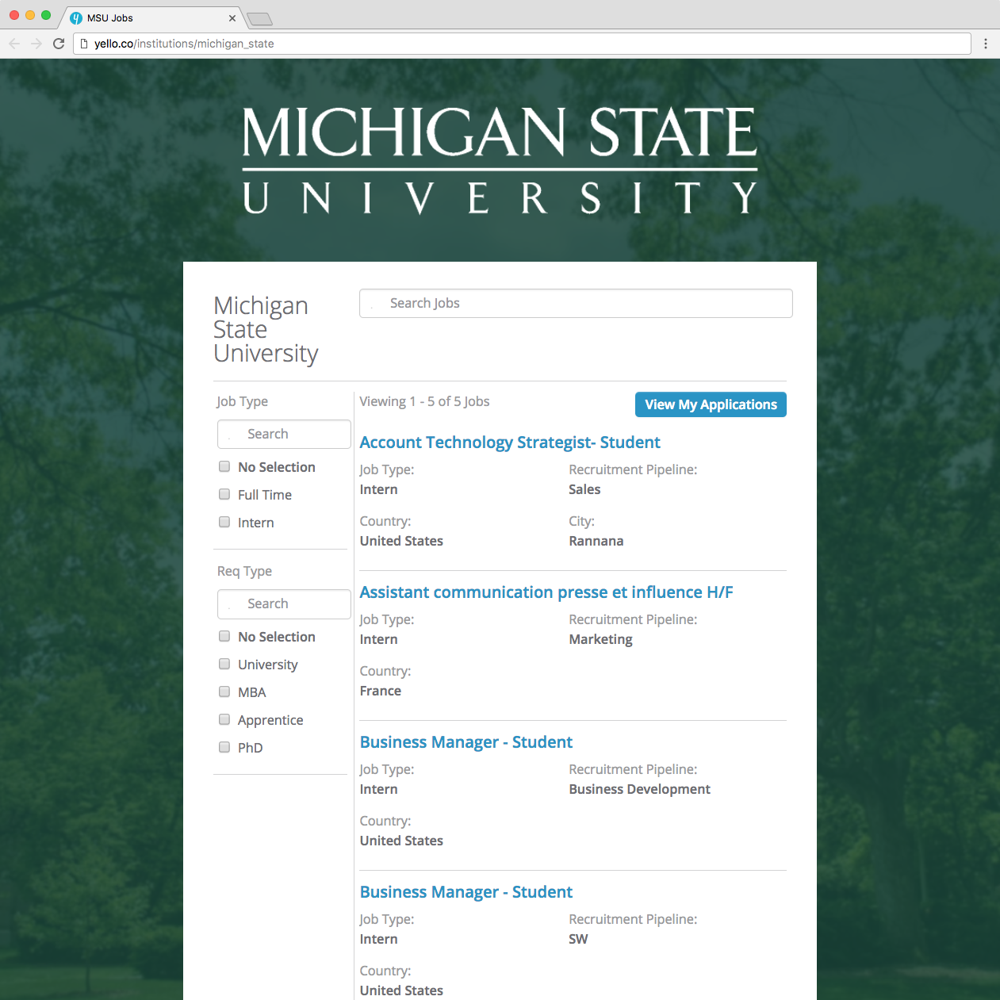 MSU Jobs
yello.co/institutions/michigan_state
MICHIGAN STATE
UNIVERSITY
Michigan
State
University
Search Jobs
Job Type
Search
No Selection
Full Time
Intern
Req Type
Search
No Selection
University
MBA
Apprentice
PhD
Viewing 1 - 5 of 5 Jobs
View My Applications
Account Technology Strategist- Student
Job Type: Recruitment Pipeline:
Intern Sales
Country: City:
United States Rannana
Assistant communication presse et influence H/F
Job Type: Recruitment Pipeline:
Intern Marketing
Country:
France
Business Manager - Student
Job Type: Recruitment Pipeline:
Intern Business Development
Country:
United States
Business Manager - Student
Job Type: Recruitment Pipeline:
Intern SW
Country:
United States